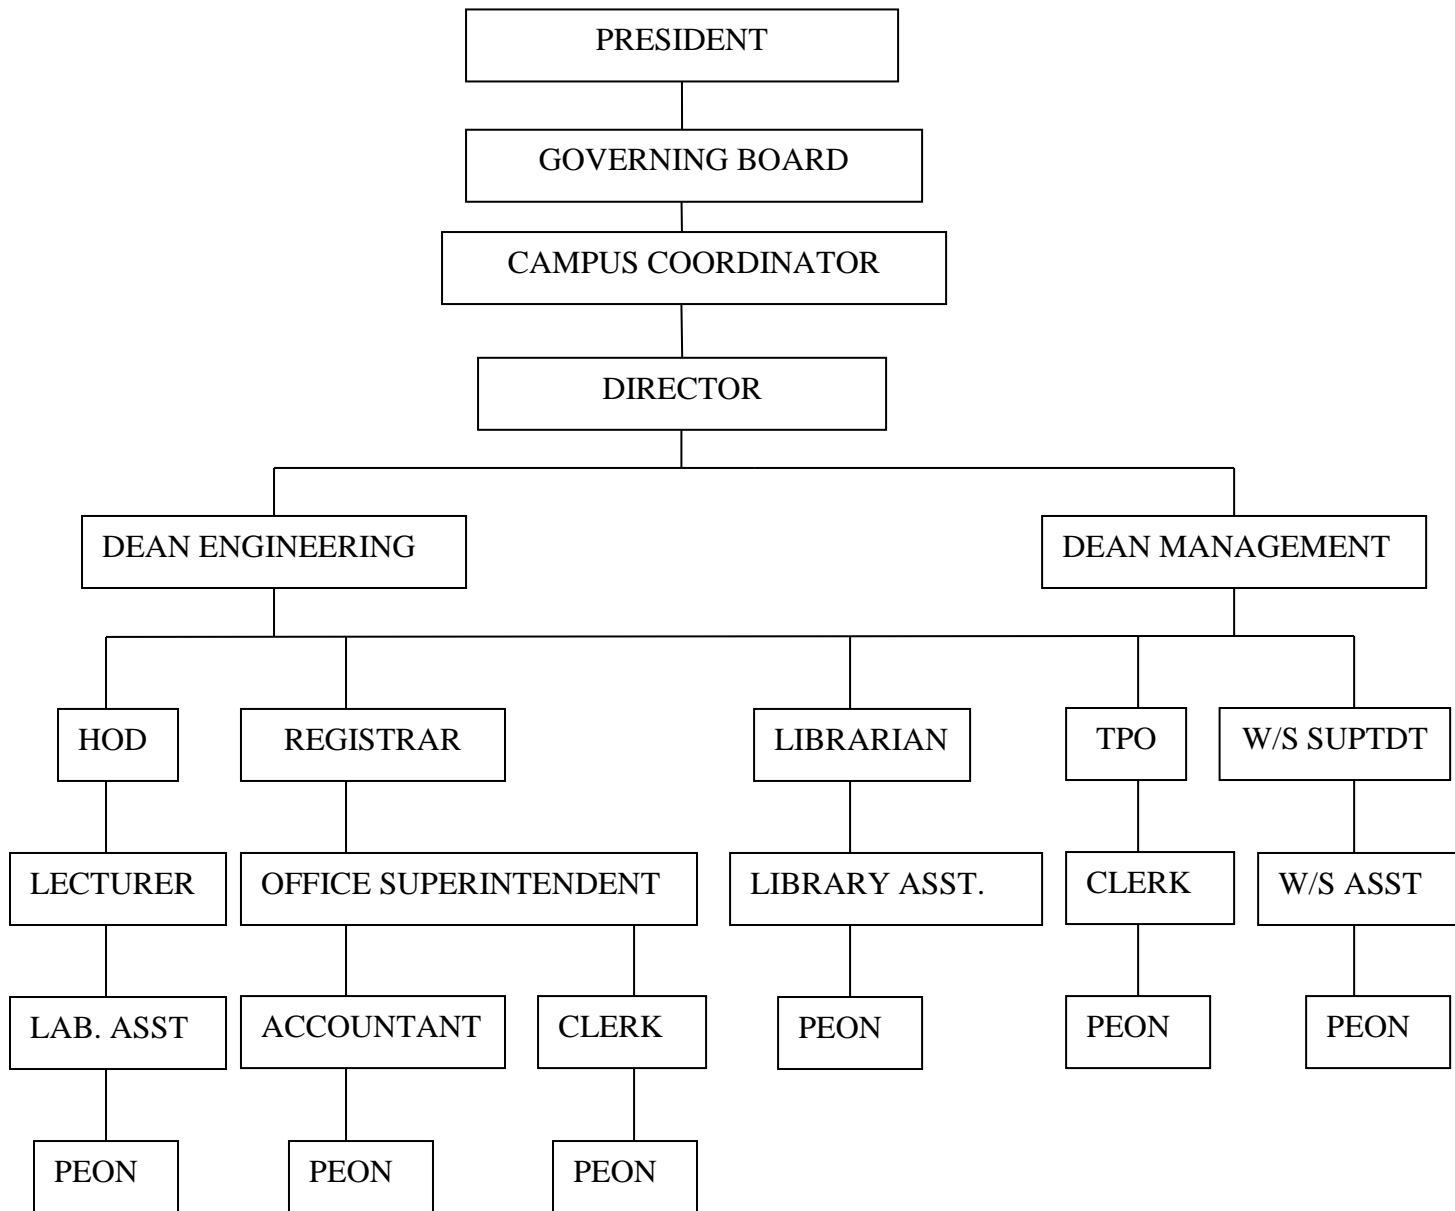 PRESIDENT
GOVERNING BOARD
CAMPUS COORDINATOR
DIRECTOR
DEAN ENGINEERING
DEAN MANAGEMENT
HOD
REGISTRAR
LIBRARIAN
TPO
W/S SUPTDT
LECTURER
OFFICE SUPERINTENDENT
LIBRARY ASST.
CLERK
W/S ASST
LAB. ASST
ACCOUNTANT
CLERK
PEON
PEON
PEON
PEON
PEON
PEON